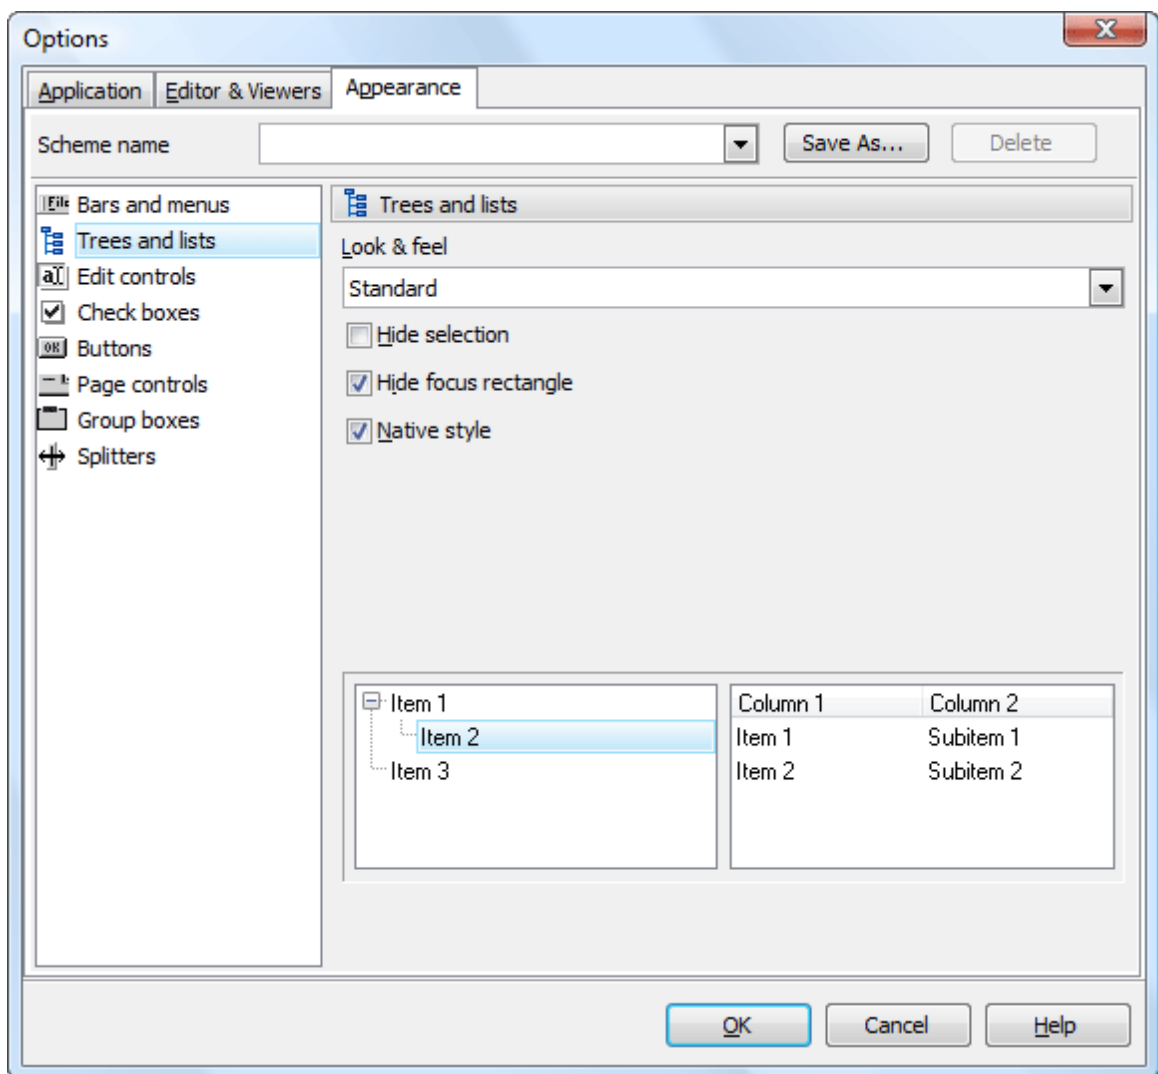 Options
Application Editor & Viewers Appearance
Scheme name Save As... Delete
Bars and menus
Trees and lists
Edit controls
Check boxes
Buttons
Page controls
Group boxes
Splitters
Trees and lists
Look & feel
Standard
Hide selection
Hide focus rectangle
Native style
Item 1
Item 2
Item 3
Column 1 Column 2
Item 1 Subitem 1
Item 2 Subitem 2
OK Cancel Help